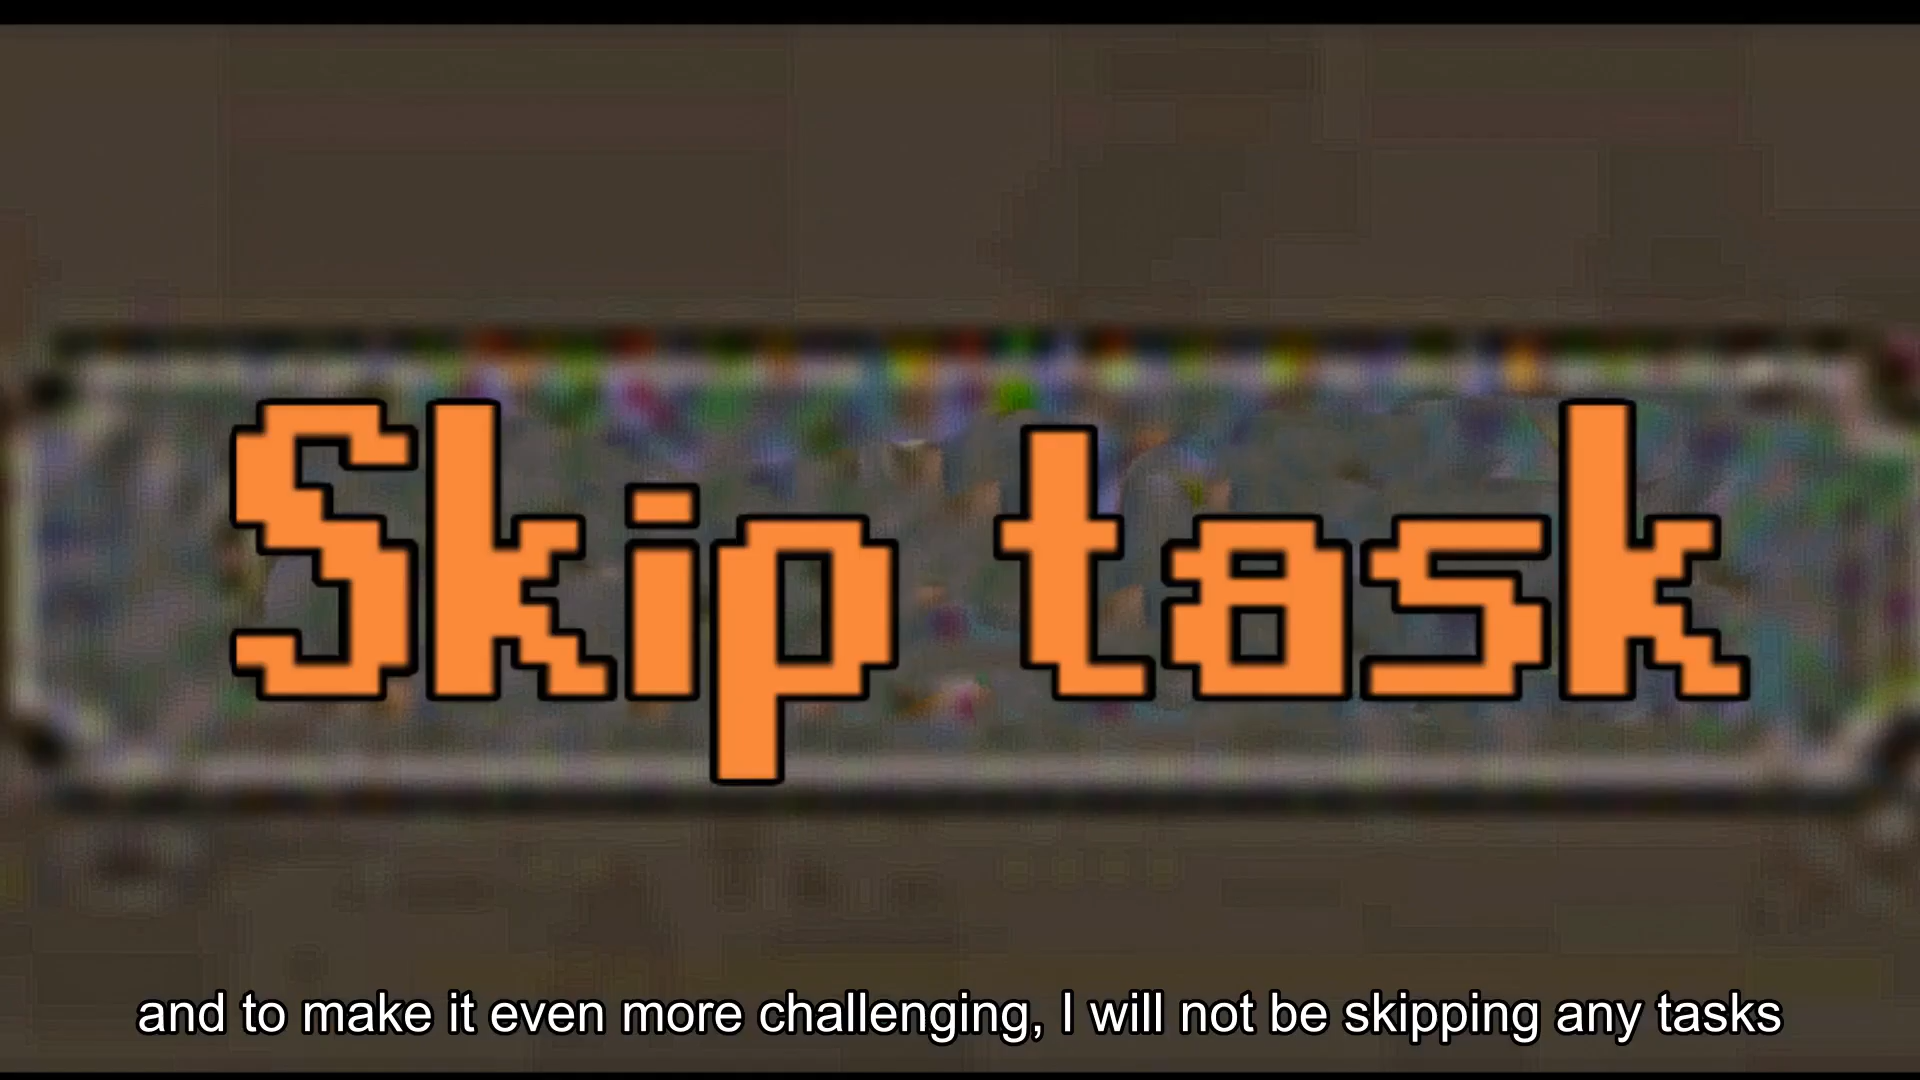 Skip task
and to make it even more challenging, I will not be skipping any tasks